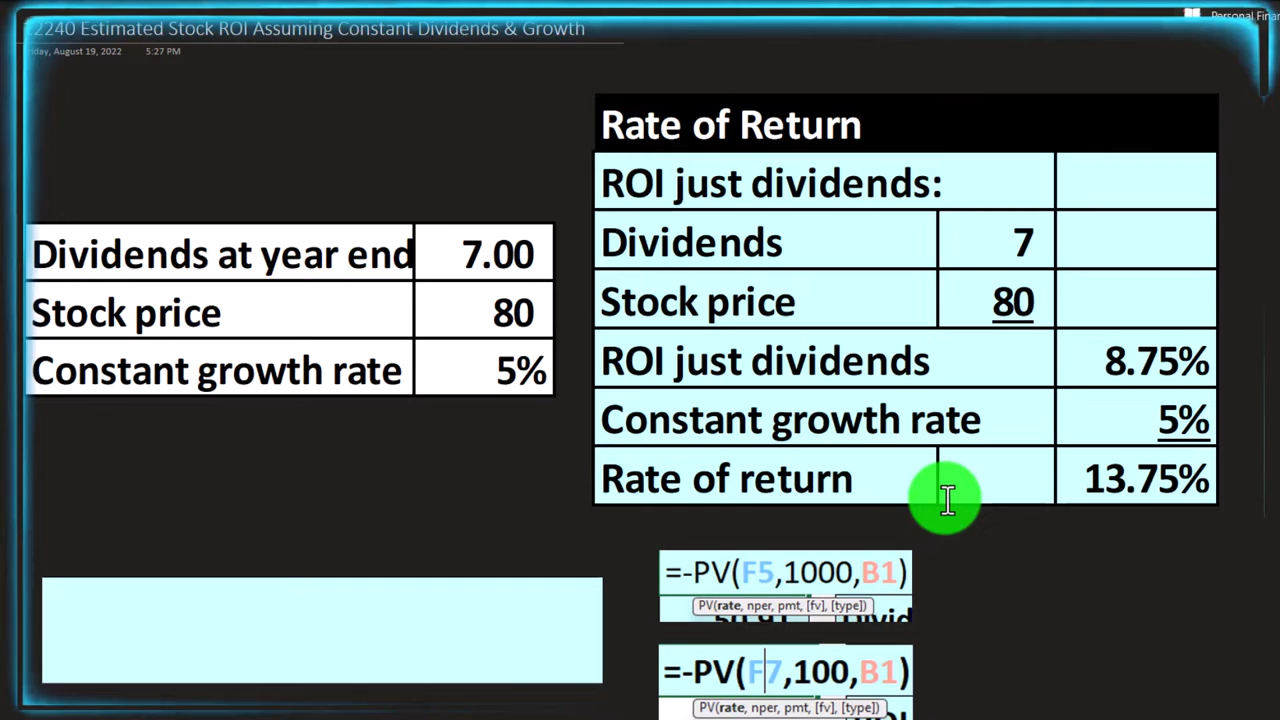 2240 Estimated Stock ROI Assuming Constant Dividends & Growth
Personal Finan
day, August 19, 2022 5:27 PM
Dividends at year end 7.00
Stock price 80
Constant growth rate 5%
Rate of Return
ROI just dividends:
Dividends 7
Stock price 80
ROI just dividends 8.75%
Constant growth rate 5%
Rate of return 13.75%
=-PV(F5,1000,B1)
PV(rate, nper, pmt, [fv], [type])
=-PV(F7,100,B1)
PV(rate, nper, pmt, [fv], [type])